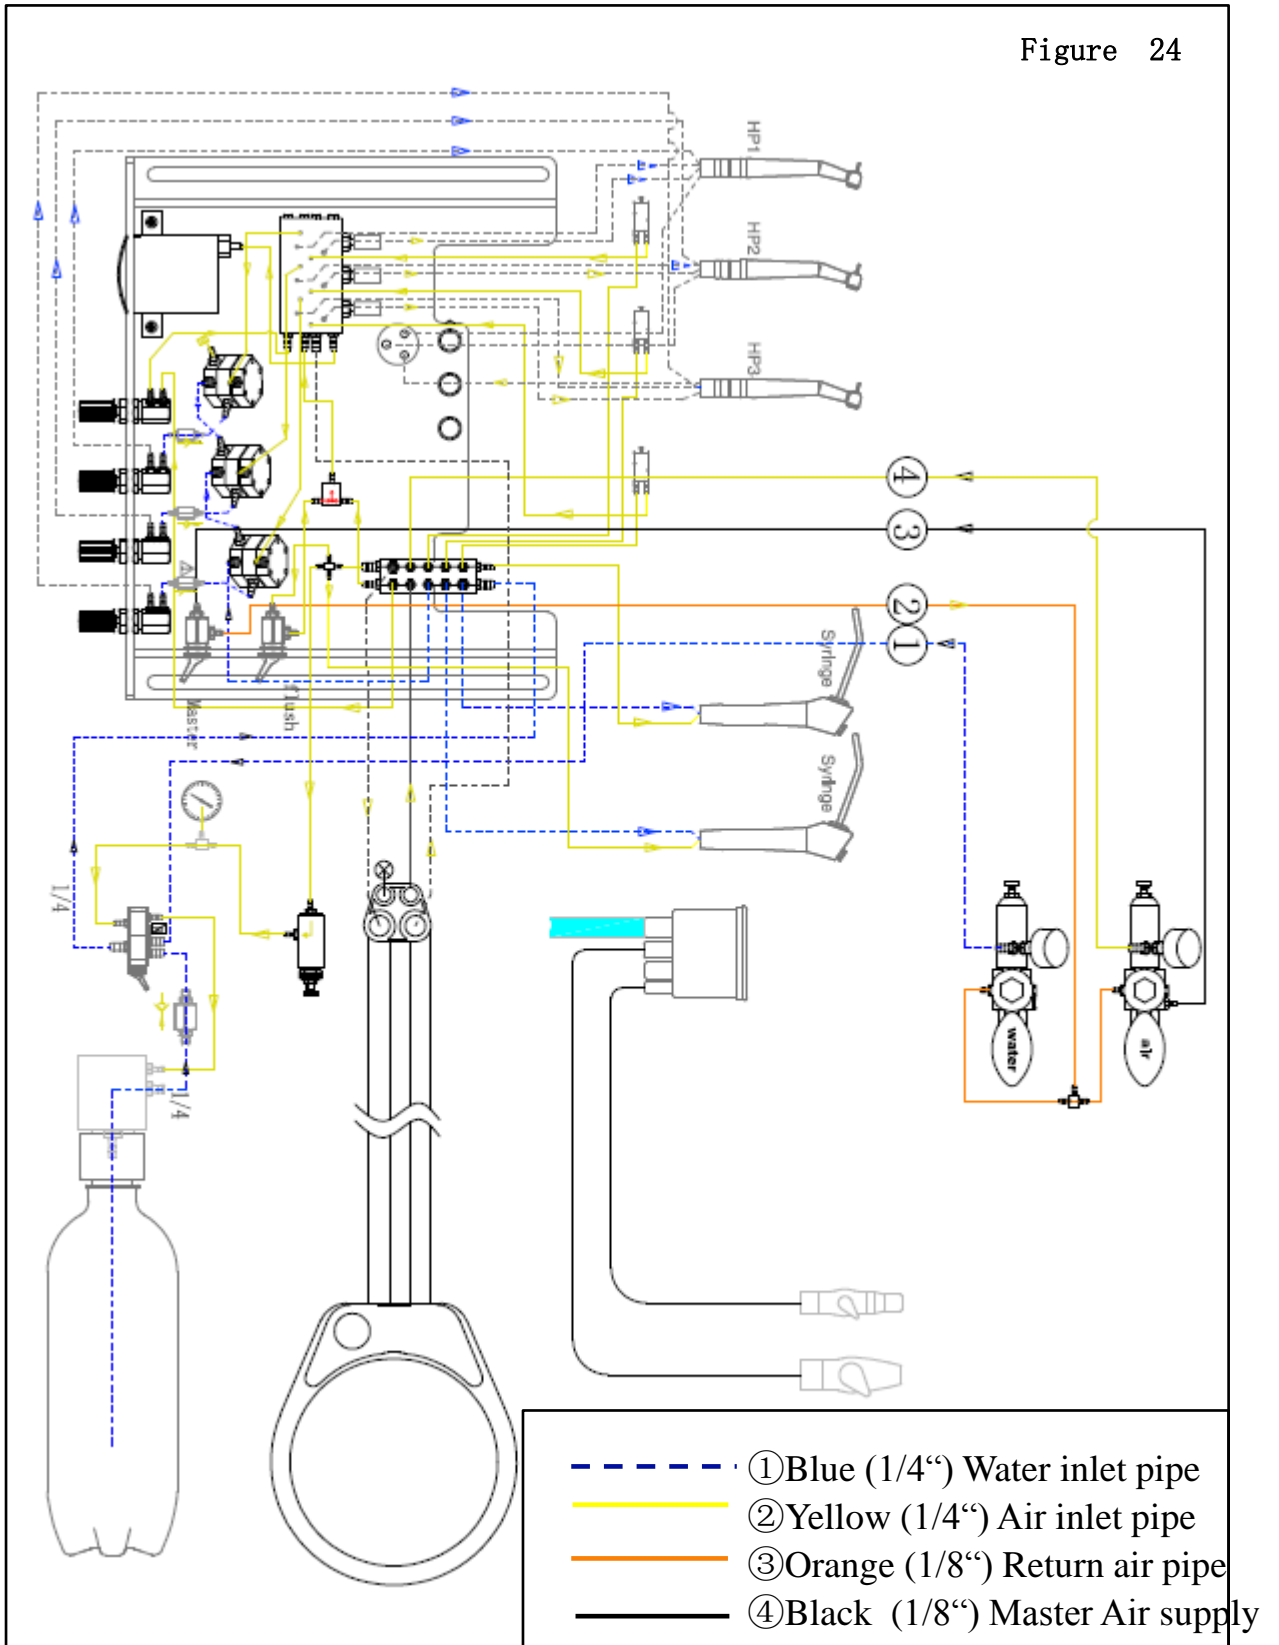 Figure 24
HP1
HP2
HP3
④
③
②
①
Syringe
Syringe
Master
flush
1/4
1/4
water
air
①Blue (1/4“) Water inlet pipe
②Yellow (1/4“) Air inlet pipe
③Orange (1/8“) Return air pipe
④Black (1/8“) Master Air supply